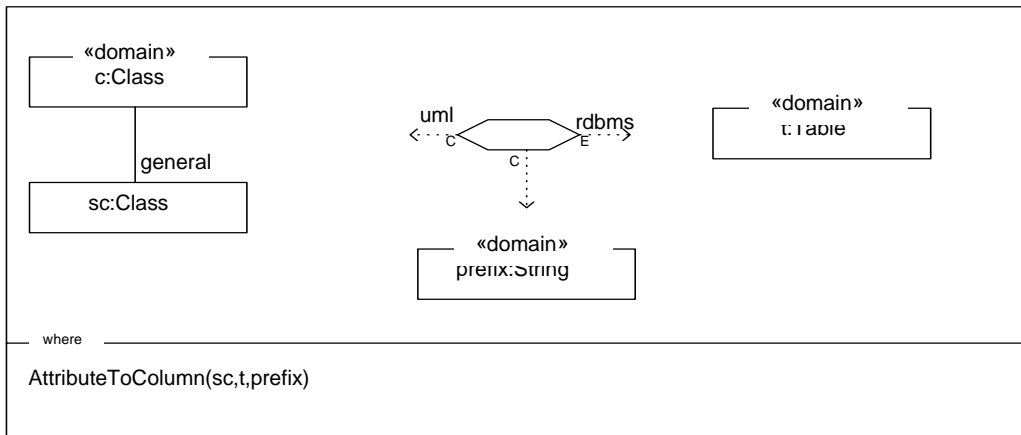 «domain»
c:Class
general
sc:Class
uml
rdbms
C
E
C
«domain»
t:Table
«domain»
prefix:String
where
AttributeToColumn(sc,t,prefix)